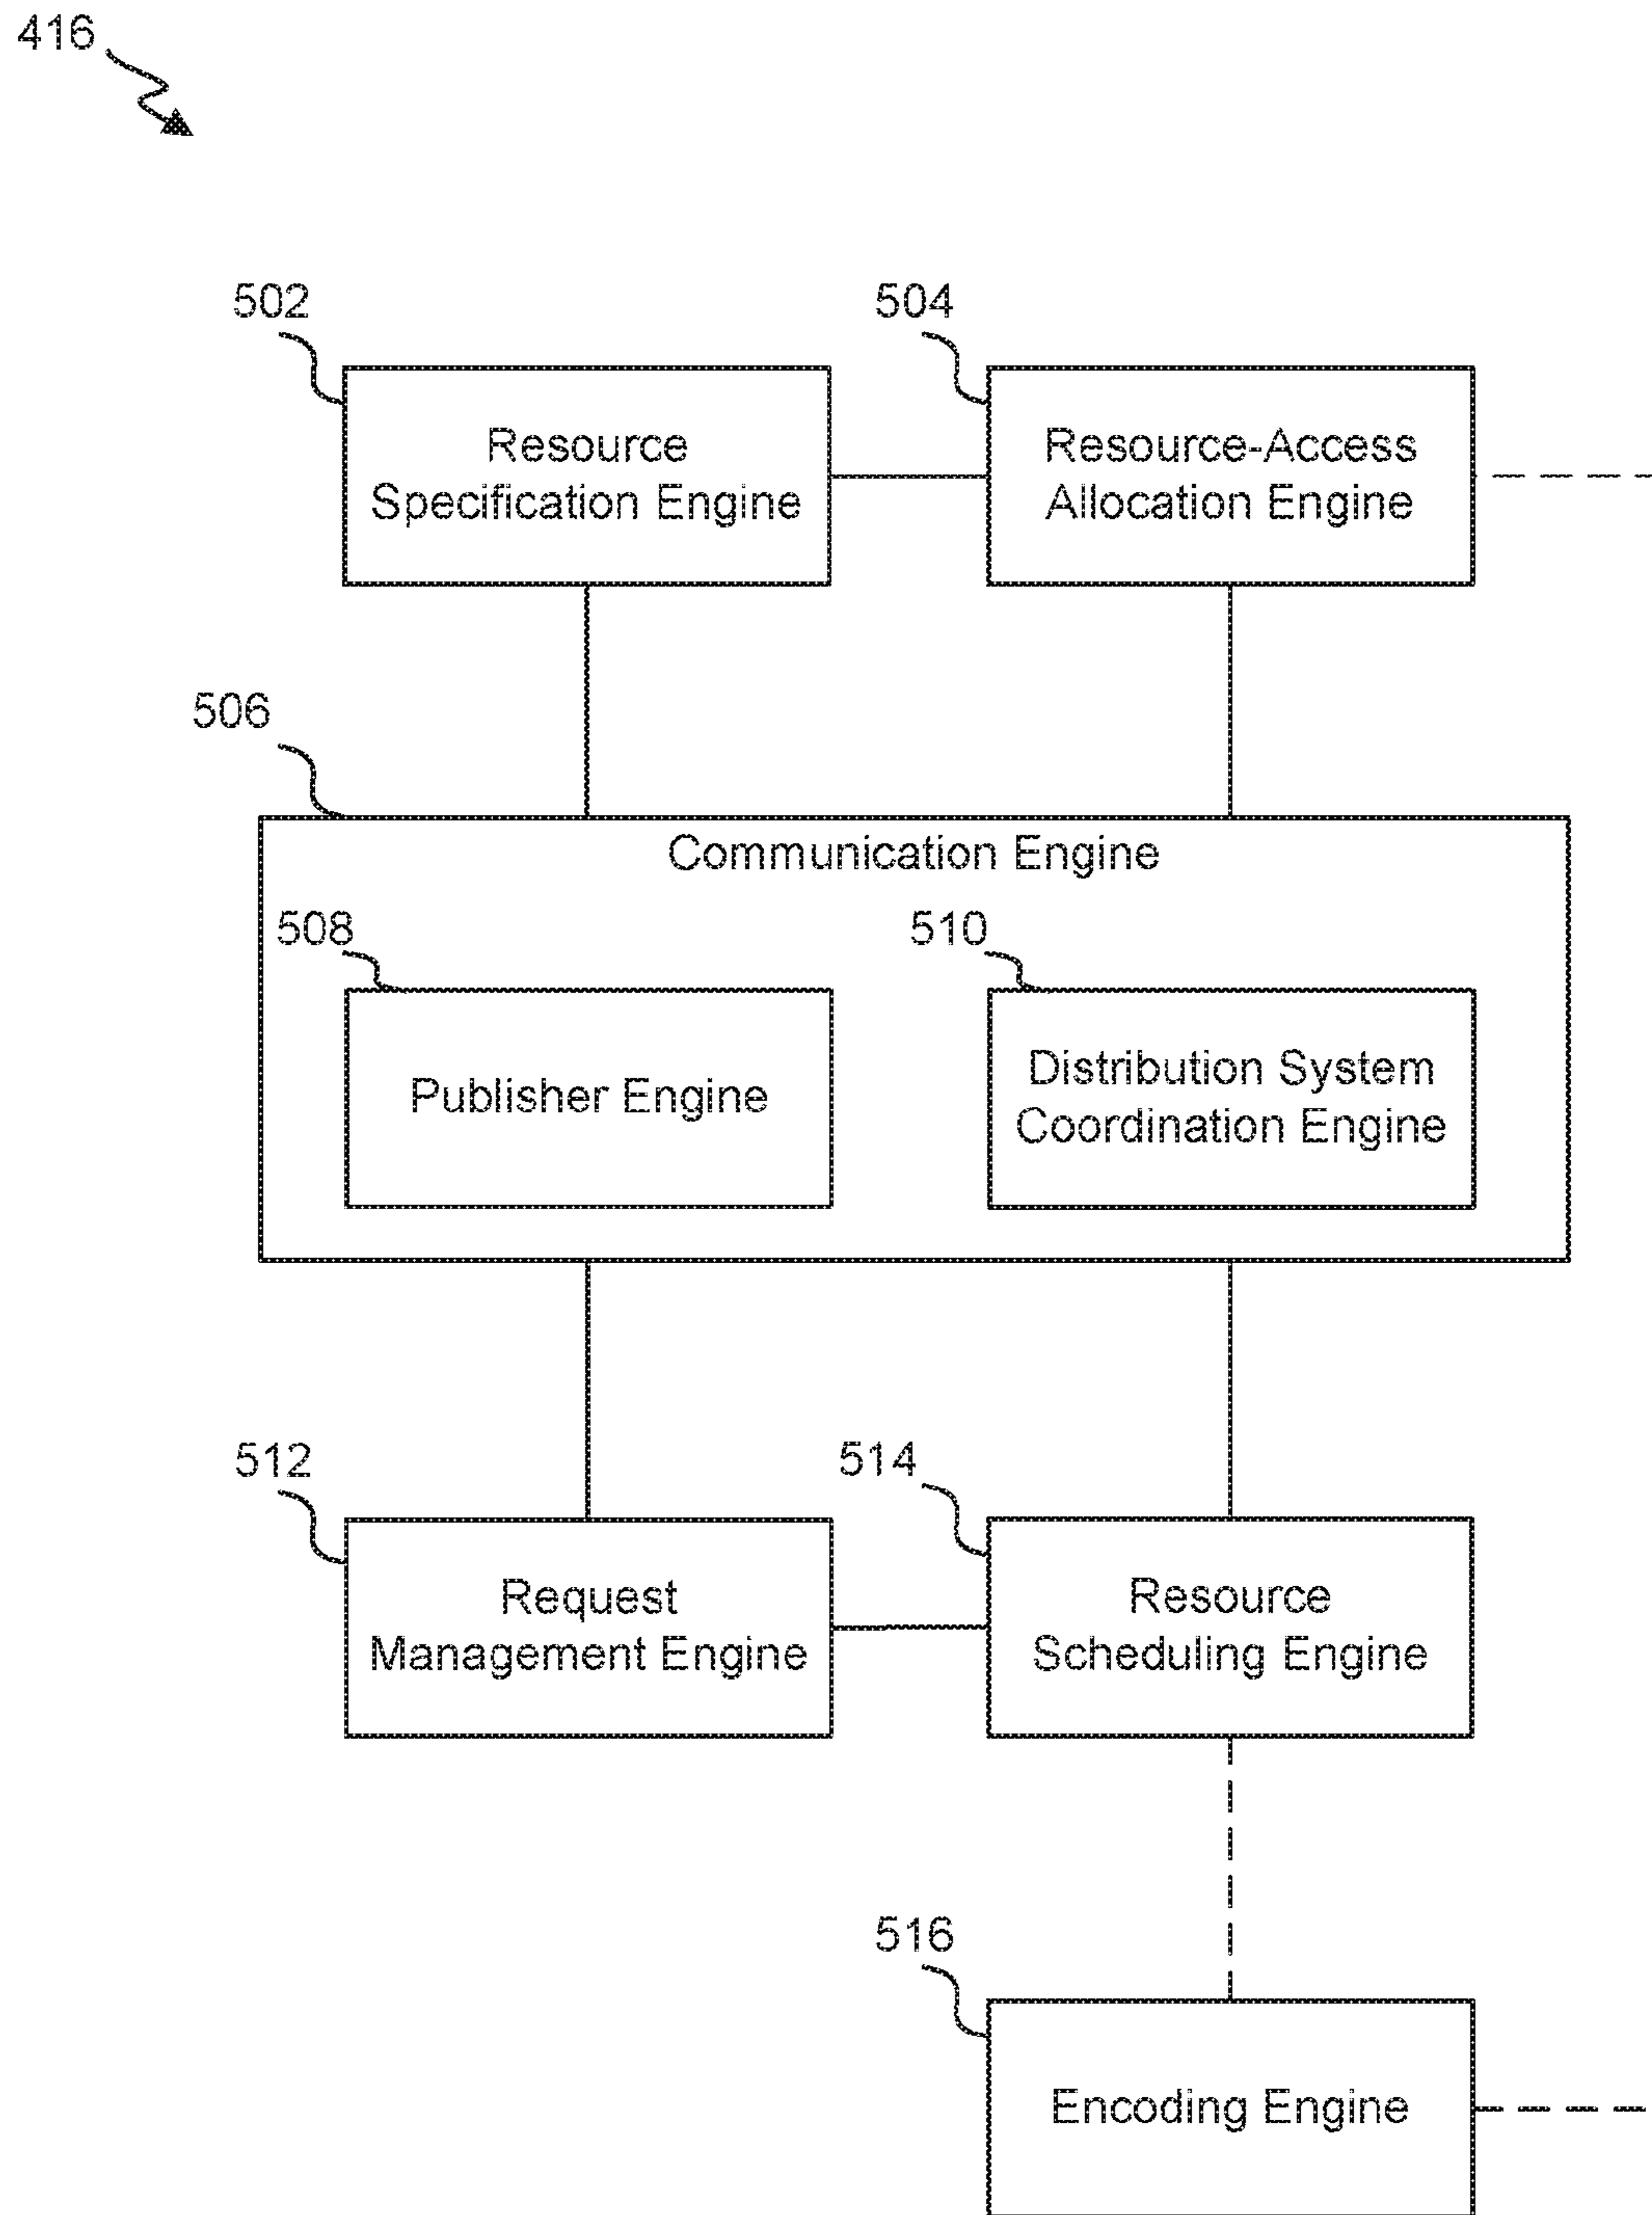 416
502
504
Resource
Specification Engine
Resource-Access
Allocation Engine
506
Communication Engine
508
510
Publisher Engine
Distribution System
Coordination Engine
512
514
Request
Management Engine
Resource
Scheduling Engine
516
Encoding Engine